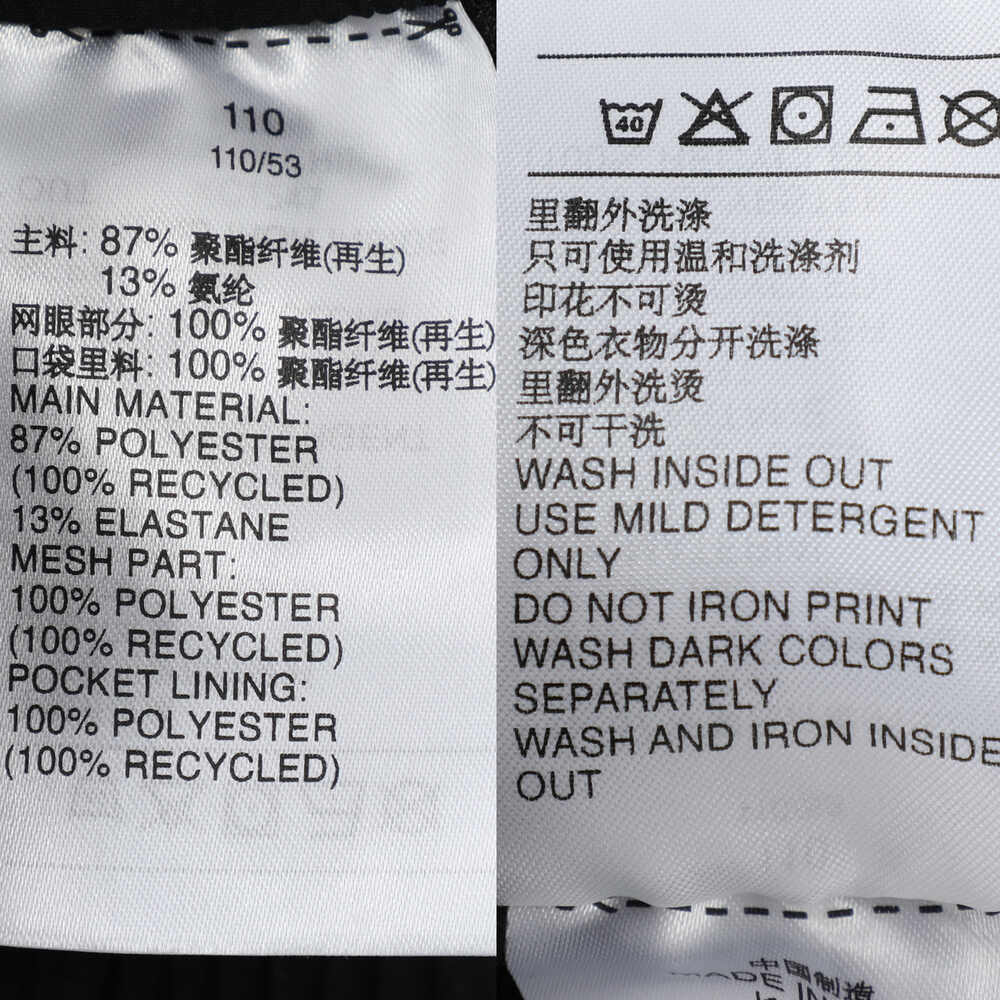 110
110/53
主料: 87% 聚酯纤维(再生)
13% 氨纶
网眼部分: 100% 聚酯纤维(再生)
口袋里料: 100% 聚酯纤维(再生)
MAIN MATERIAL:
87% POLYESTER
(100% RECYCLED)
13% ELASTANE
MESH PART:
100% POLYESTER
(100% RECYCLED)
POCKET LINING:
100% POLYESTER
(100% RECYCLED)
40
里翻外洗涤
只可使用温和洗涤剂
印花不可烫
深色衣物分开洗涤
里翻外洗烫
不可干洗
WASH INSIDE OUT
USE MILD DETERGENT
ONLY
DO NOT IRON PRINT
WASH DARK COLORS
SEPARATELY
WASH AND IRON INSIDE
OUT
中国制造
MADE IN